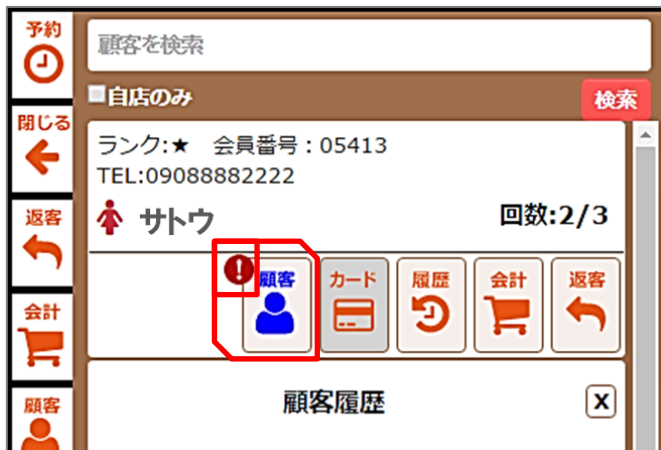 予約
閉じる
返客
会計
顧客
顧客を検索
自店のみ
検索
ランク:★ 会員番号：05413
TEL:09088882222
サトウ
回数:2/3
!
顧客
カード
履歴
会計
返客
顧客履歴
X